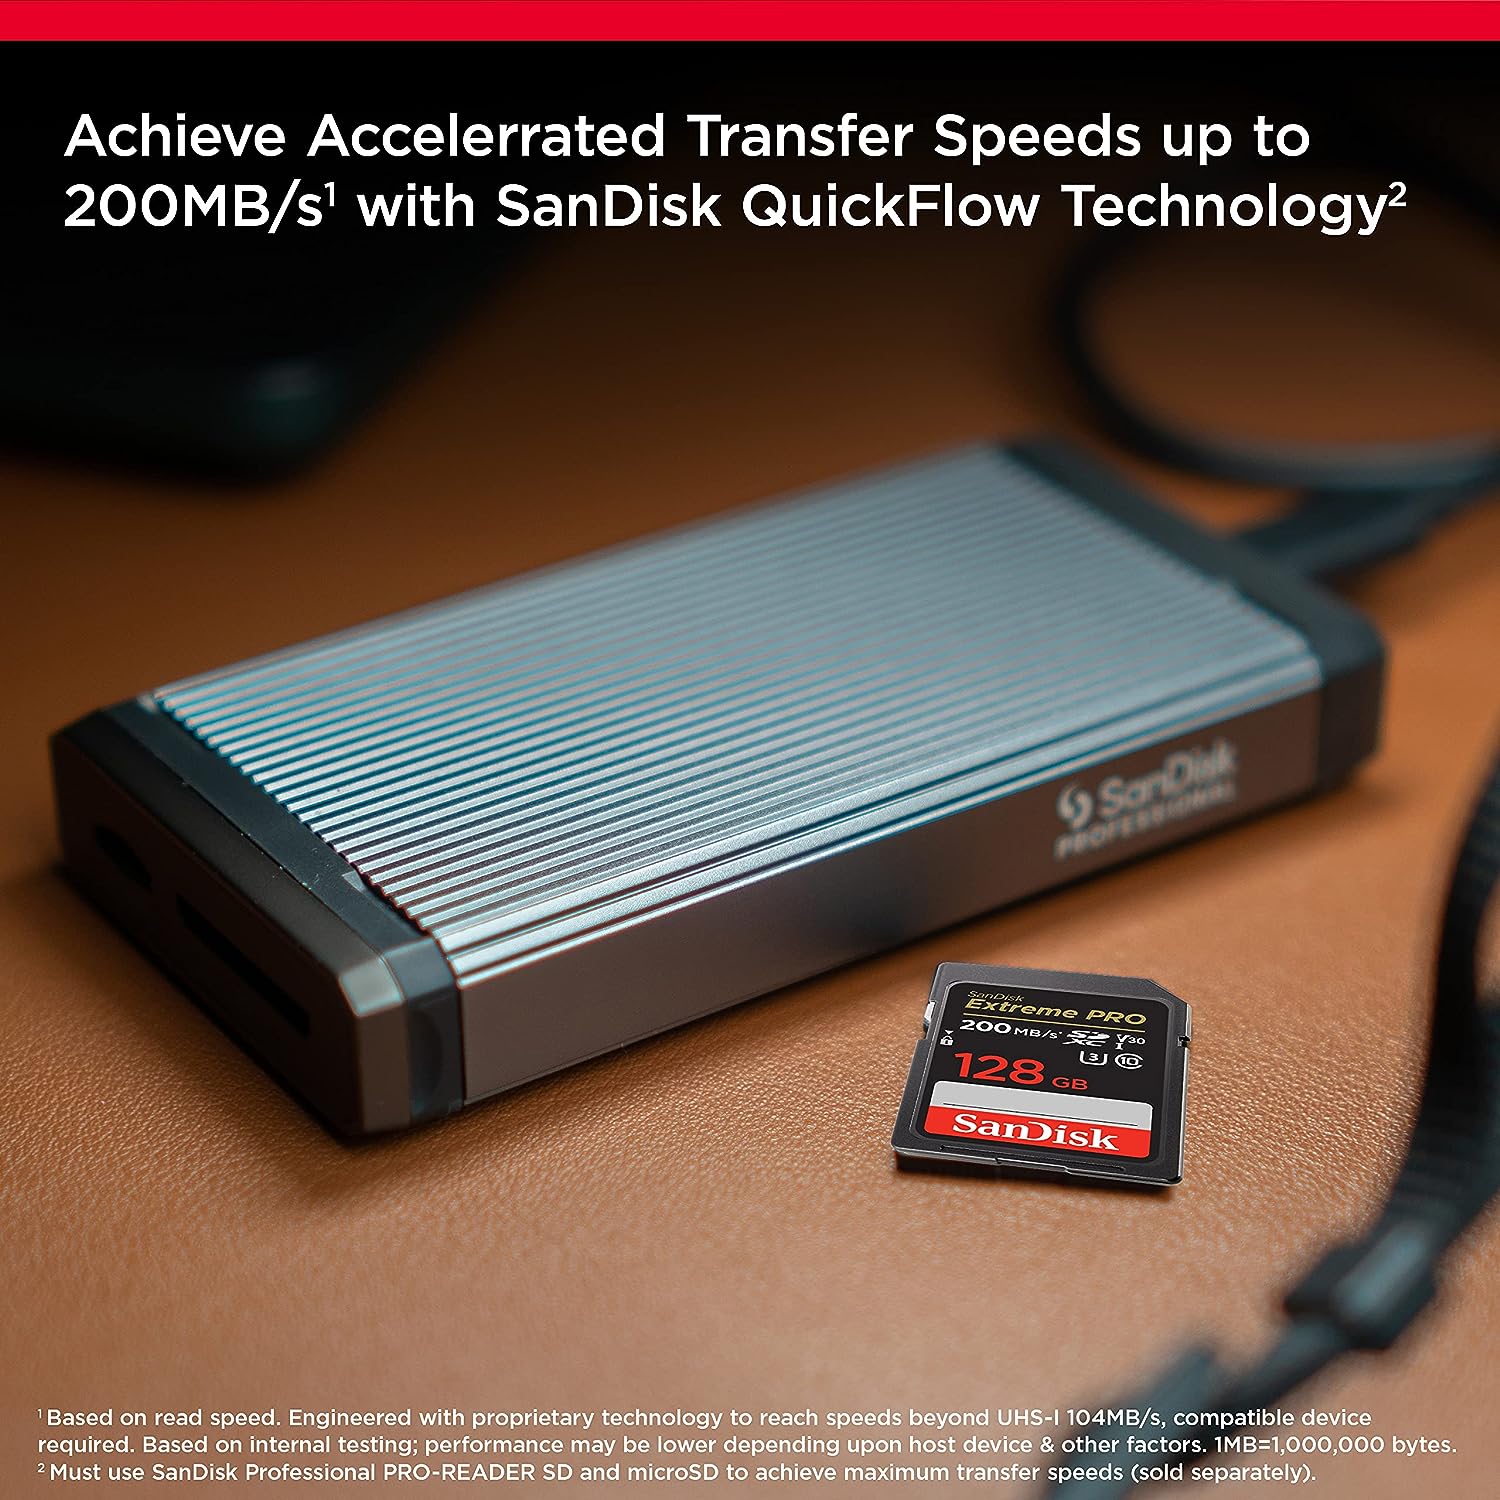 Achieve Accelerrated Transfer Speeds up to
200MB/s¹ with SanDisk QuickFlow Technology²
SanDisk
PROFESSIONAL
SanDisk
Extreme PRO
200 MB/s* SD XC I V30
128 GB U3 C10
SanDisk
¹ Based on read speed. Engineered with proprietary technology to reach speeds beyond UHS-I 104MB/s, compatible device
required. Based on internal testing; performance may be lower depending upon host device & other factors. 1MB=1,000,000 bytes.
² Must use SanDisk Professional PRO-READER SD and microSD to achieve maximum transfer speeds (sold separately).